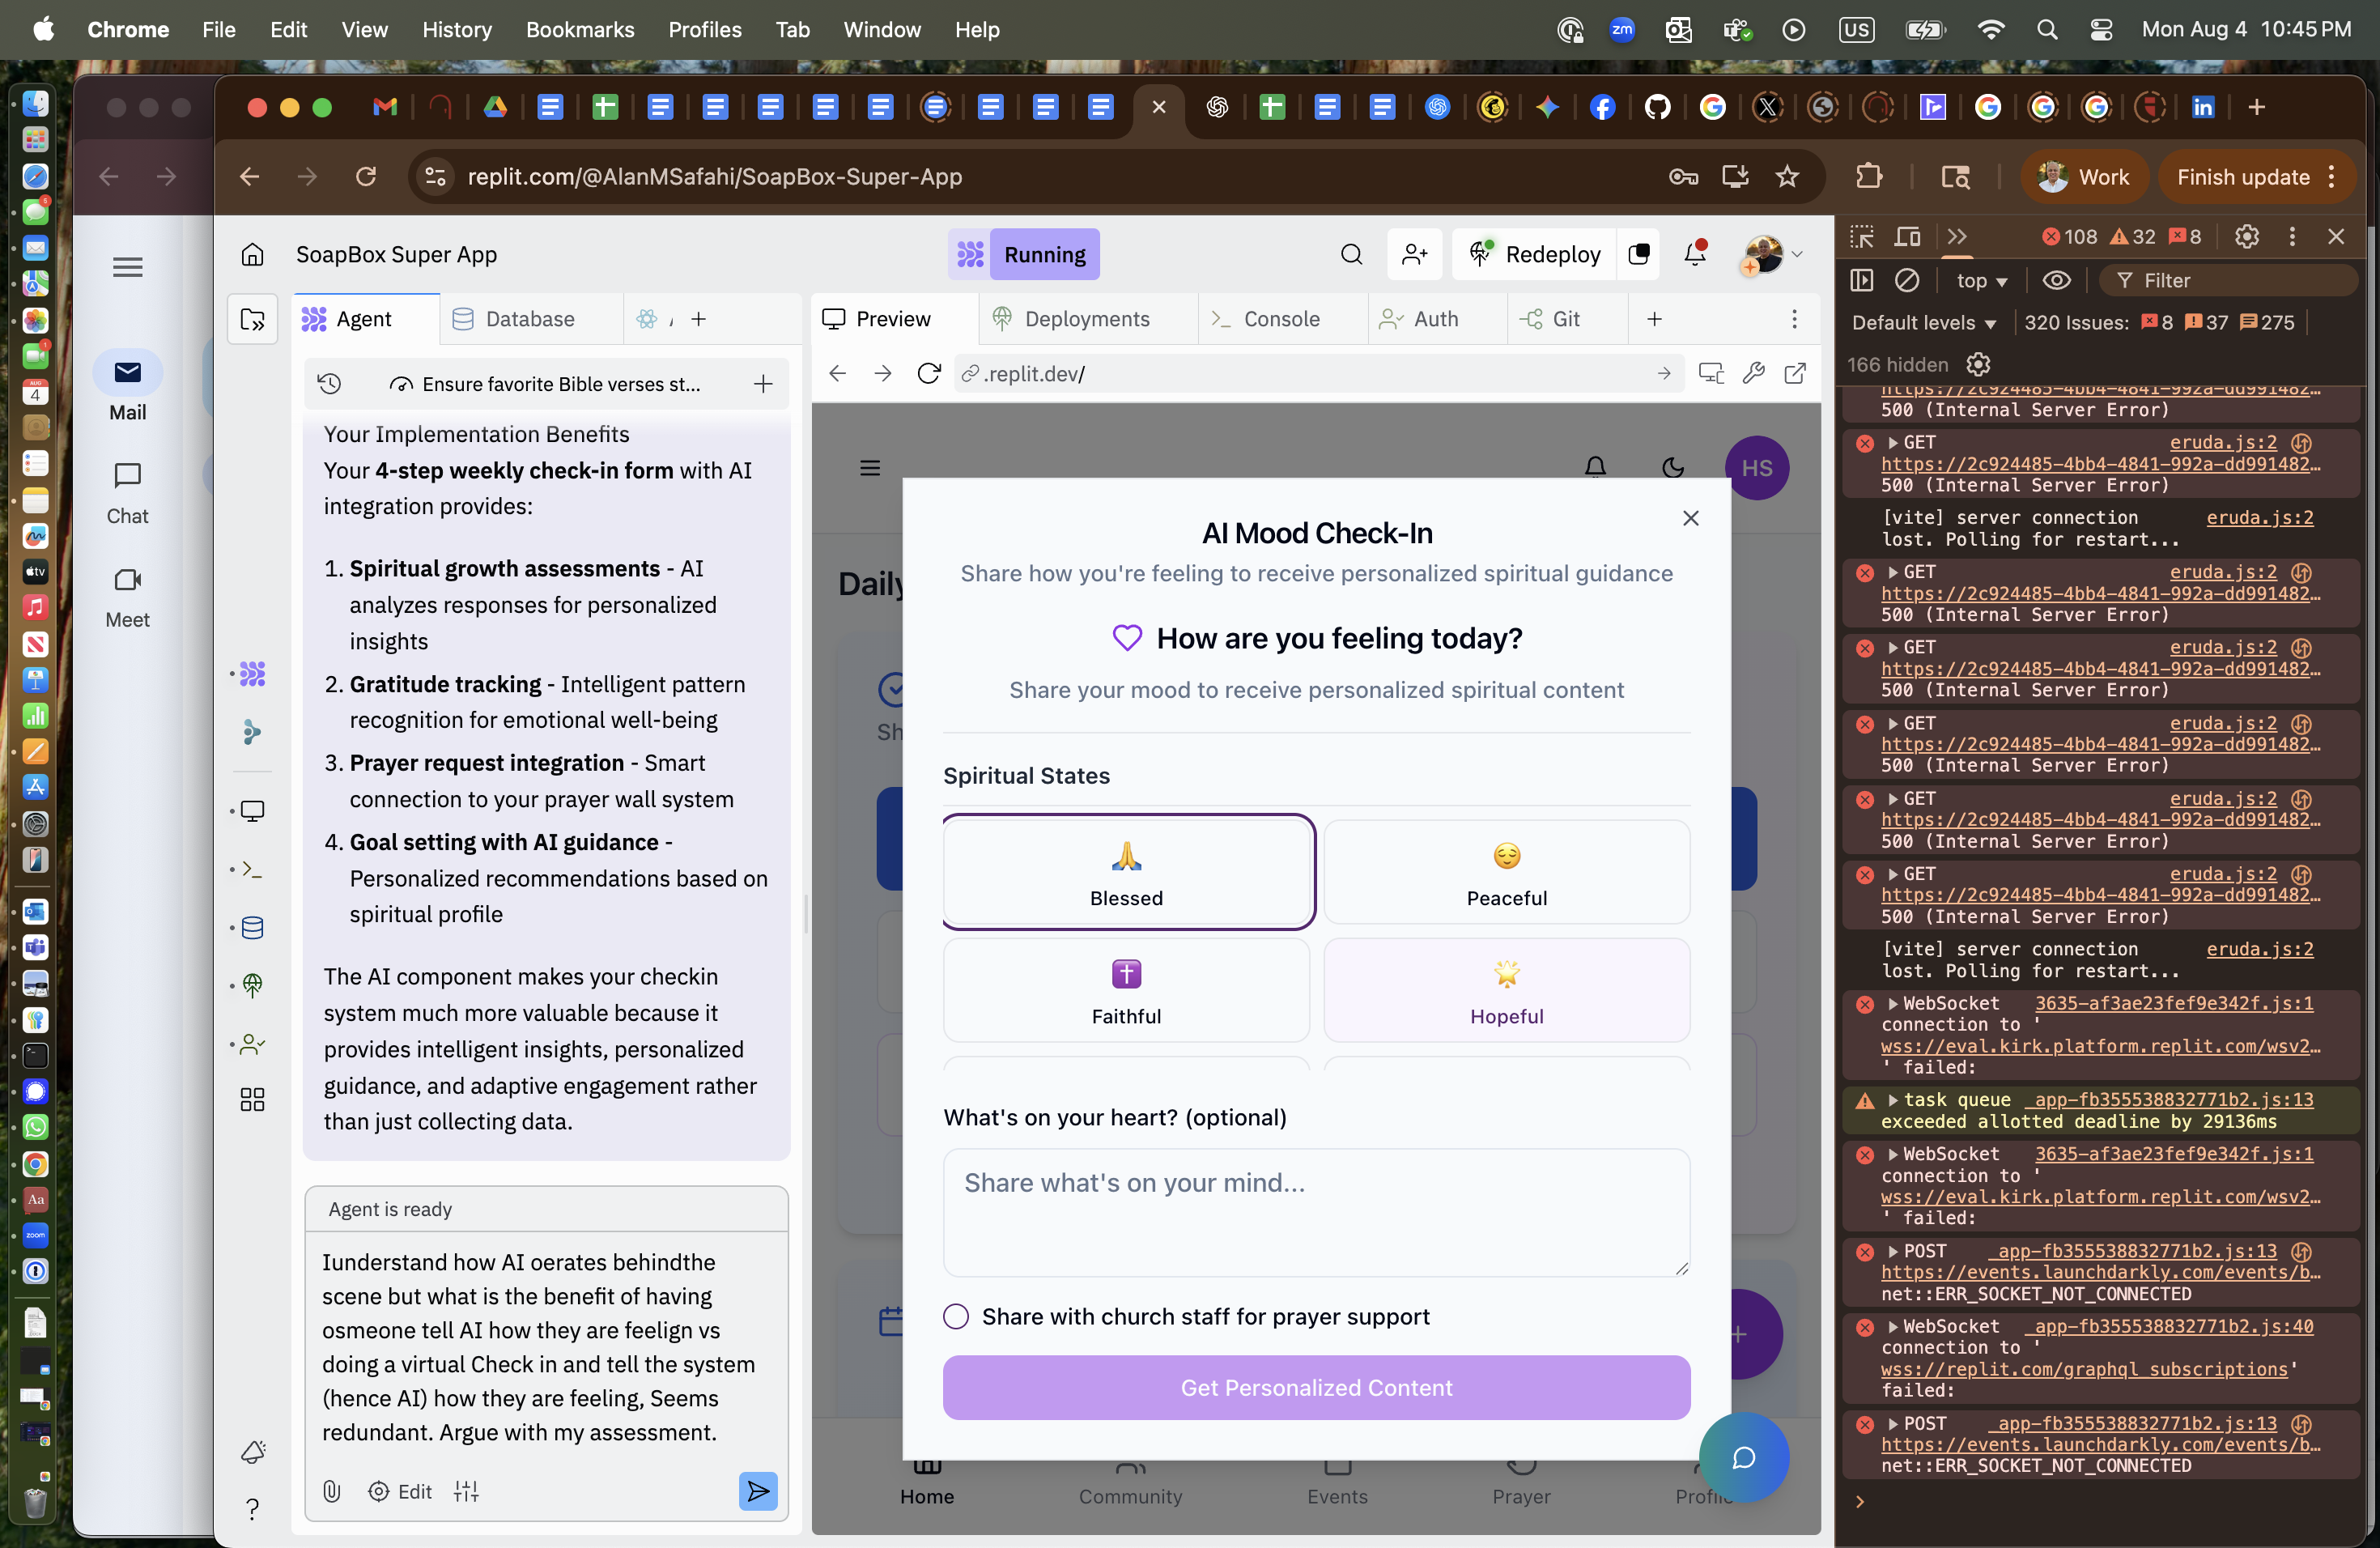 Chrome File Edit View History Bookmarks Profiles Tab Window Help
zm
US
Mon Aug 4 10:45 PM
replit.com/@AlanMSafahi/SoapBox-Super-App
Work
Finish update
Mail
Chat
Meet
SoapBox Super App
Running
Redeploy
Agent
Database
Ensure favorite Bible verses st...
Your Implementation Benefits
Your 4-step weekly check-in form with AI
integration provides:
1. Spiritual growth assessments - AI
analyzes responses for personalized
insights
2. Gratitude tracking - Intelligent pattern
recognition for emotional well-being
3. Prayer request integration - Smart
connection to your prayer wall system
4. Goal setting with AI guidance -
Personalized recommendations based on
spiritual profile
The AI component makes your checkin
system much more valuable because it
provides intelligent insights, personalized
guidance, and adaptive engagement rather
than just collecting data.
Agent is ready
Iunderstand how AI oerates behindthe
scene but what is the benefit of having
osmeone tell AI how they are feelign vs
doing a virtual Check in and tell the system
(hence AI) how they are feeling, Seems
redundant. Argue with my assessment.
Edit
Preview
Deployments
Console
Auth
Git
.replit.dev/
HS
Daily
Sh
AI Mood Check-In
Share how you're feeling to receive personalized spiritual guidance
How are you feeling today?
Share your mood to receive personalized spiritual content
Spiritual States
Blessed
Peaceful
Faithful
Hopeful
What's on your heart? (optional)
Share what's on your mind...
Share with church staff for prayer support
Get Personalized Content
Home
Community
Events
Prayer
Profile
108 32 8
top
Filter
Default levels
320 Issues: 8 37 275
166 hidden
https://2c924485-4bb4-4841-992a-dd991482…
500 (Internal Server Error)
GET eruda.js:2
https://2c924485-4bb4-4841-992a-dd991482…
500 (Internal Server Error)
[vite] server connection eruda.js:2
lost. Polling for restart...
GET eruda.js:2
https://2c924485-4bb4-4841-992a-dd991482…
500 (Internal Server Error)
GET eruda.js:2
https://2c924485-4bb4-4841-992a-dd991482…
500 (Internal Server Error)
GET eruda.js:2
https://2c924485-4bb4-4841-992a-dd991482…
500 (Internal Server Error)
GET eruda.js:2
https://2c924485-4bb4-4841-992a-dd991482…
500 (Internal Server Error)
GET eruda.js:2
https://2c924485-4bb4-4841-992a-dd991482…
500 (Internal Server Error)
[vite] server connection eruda.js:2
lost. Polling for restart...
WebSocket 3635-af3ae23fef9e342f.js:1
connection to '
wss://eval.kirk.platform.replit.com/wsv2…
' failed:
task queue _app-fb355538832771b2.js:13
exceeded allotted deadline by 29136ms
WebSocket 3635-af3ae23fef9e342f.js:1
connection to '
wss://eval.kirk.platform.replit.com/wsv2…
' failed:
POST _app-fb355538832771b2.js:13
https://events.launchdarkly.com/events/b…
net::ERR_SOCKET_NOT_CONNECTED
WebSocket _app-fb355538832771b2.js:40
connection to '
wss://replit.com/graphql_subscriptions'
failed:
POST _app-fb355538832771b2.js:13
https://events.launchdarkly.com/events/b…
net::ERR_SOCKET_NOT_CONNECTED